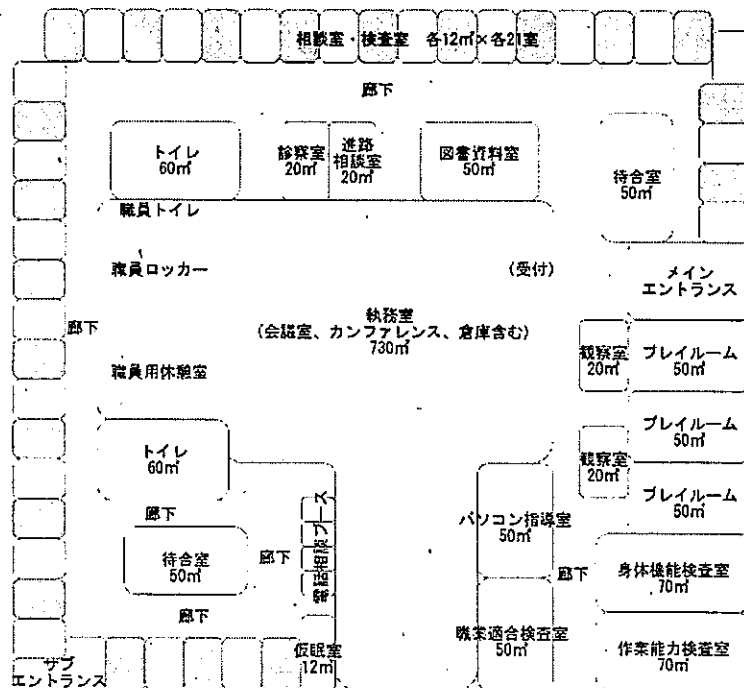 相談室・検査室 各12㎡×各21室
廊下
トイレ
60㎡
診察室
20㎡
進路
相談室
20㎡
図書資料室
50㎡
待合室
50㎡
職員トイレ
職員ロッカー
(受付)
メイン
エントランス
廊下
執務室
(会議室、カンファレンス、倉庫含む)
730㎡
観察室
20㎡
プレイルーム
50㎡
職員用休憩室
プレイルーム
50㎡
観察室
20㎡
トイレ
60㎡
プレイルーム
50㎡
廊下
電話相談ブース
パソコン指導室
50㎡
待合室
50㎡
廊下
廊下
身体機能検査室
70㎡
廊下
仮眠室
12㎡
職業適合検査室
50㎡
作業能力検査室
70㎡
サブ
エントランス